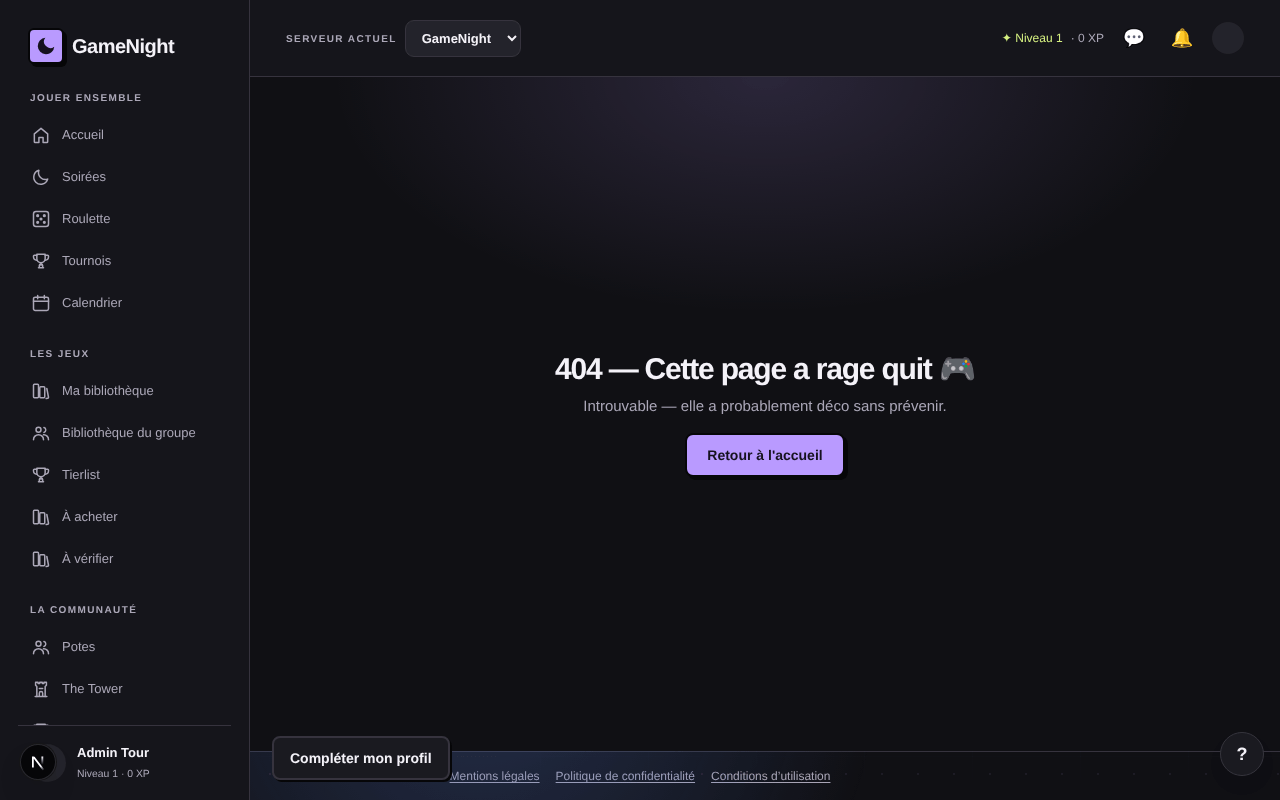 GameNight
JOUER ENSEMBLE
Accueil
Soirées
Roulette
Tournois
Calendrier
LES JEUX
Ma bibliothèque
Bibliothèque du groupe
Tierlist
À acheter
À vérifier
LA COMMUNAUTÉ
Potes
The Tower
N
Admin Tour
Niveau 1 · 0 XP
SERVEUR ACTUEL
GameNight
✦ Niveau 1 · 0 XP
404 — Cette page a rage quit 🎮
Introuvable — elle a probablement déco sans prévenir.
Retour à l'accueil
Compléter mon profil
Mentions légales
Politique de confidentialité
Conditions d'utilisation
?